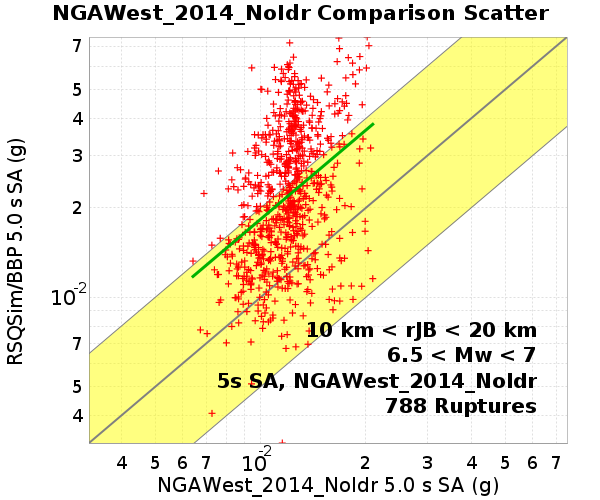 NGAWest_2014_NoIdr Comparison Scatter
7
5
4
3
2
10-2
7
5
4
RSQSim/BBP 5.0 s SA (g)
10 km < rJB < 20 km
6.5 < Mw < 7
5s SA, NGAWest_2014_NoIdr
788 Ruptures
4 5 6 7 10-2 2 3 4 5 6 7
NGAWest_2014_NoIdr 5.0 s SA (g)